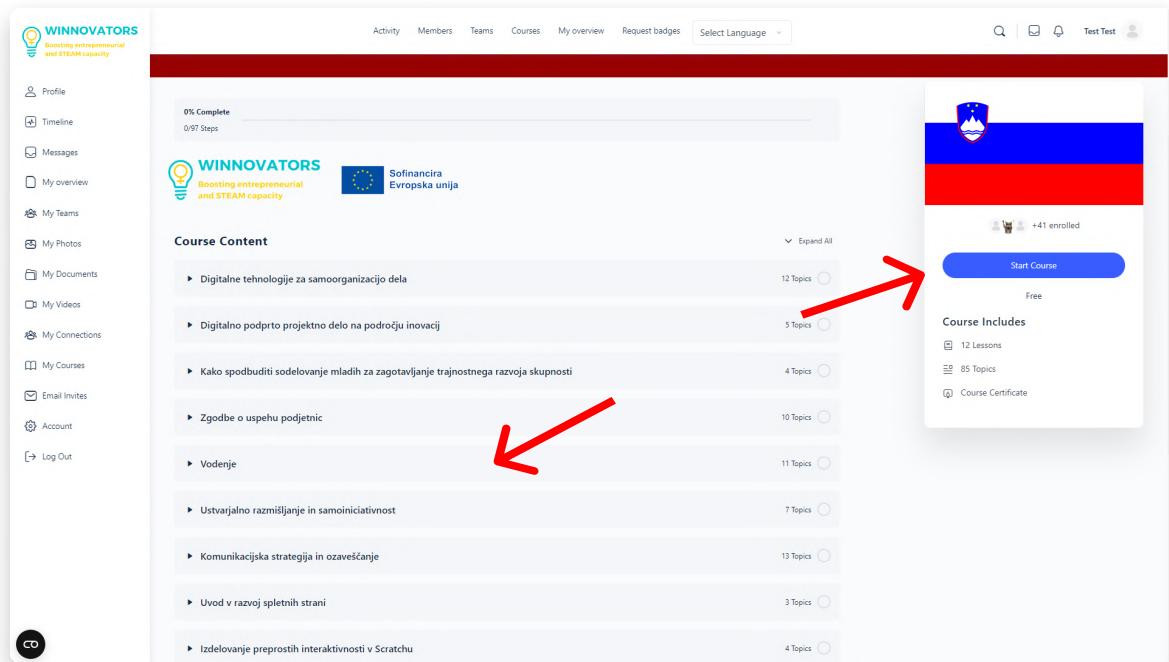 WINNOVATORS
Boosting entrepreneurial
and STEAM capacity
Activity Members Teams Courses My overview Request badges Select Language Test Test
Profile
Timeline
Messages
My overview
My Teams
My Photos
My Documents
My Videos
My Connections
My Courses
Email Invites
Account
Log Out
0% Complete
0/97 Steps
WINNOVATORS
Boosting entrepreneurial
and STEAM capacity
Sofinancira
Evropska unija
Course Content Expand All
Digitalne tehnologije za samoorganizacijo dela 12 Topics
Digitalno podprto projektno delo na področju inovacij 5 Topics
Kako spodbuditi sodelovanje mladih za zagotavljanje trajnostnega razvoja skupnosti 4 Topics
Zgodbe o uspehu podjetnic 10 Topics
Vodenje 11 Topics
Ustvarjalno razmišljanje in samoiniciativnost 7 Topics
Komunikacijska strategija in ozaveščanje 13 Topics
Uvod v razvoj spletnih strani 3 Topics
Izdelovanje preprostih interaktivnosti v Scratchu 4 Topics
+41 enrolled
Start Course
Free
Course Includes
12 Lessons
85 Topics
Course Certificate